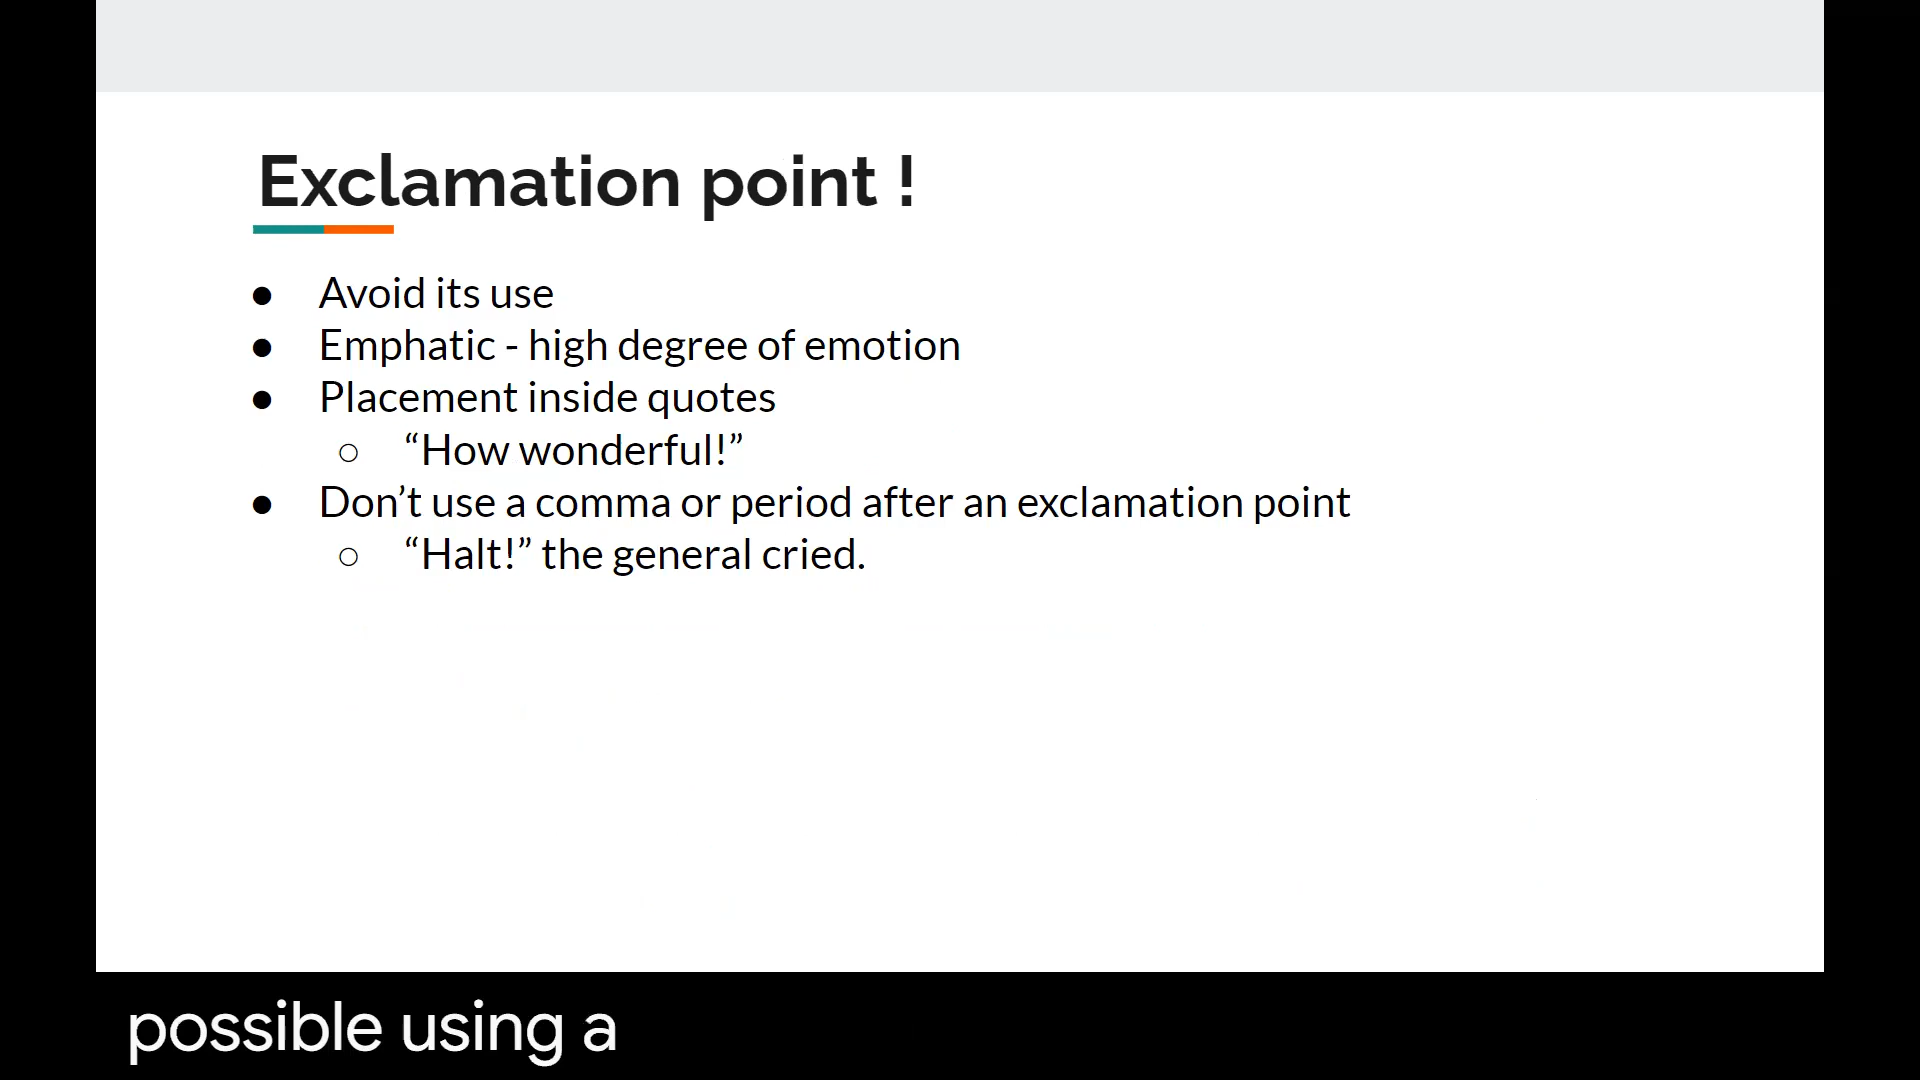 Exclamation point !
● Avoid its use
● Emphatic - high degree of emotion
● Placement inside quotes
○ “How wonderful!”
● Don’t use a comma or period after an exclamation point
○ “Halt!” the general cried.
possible using a